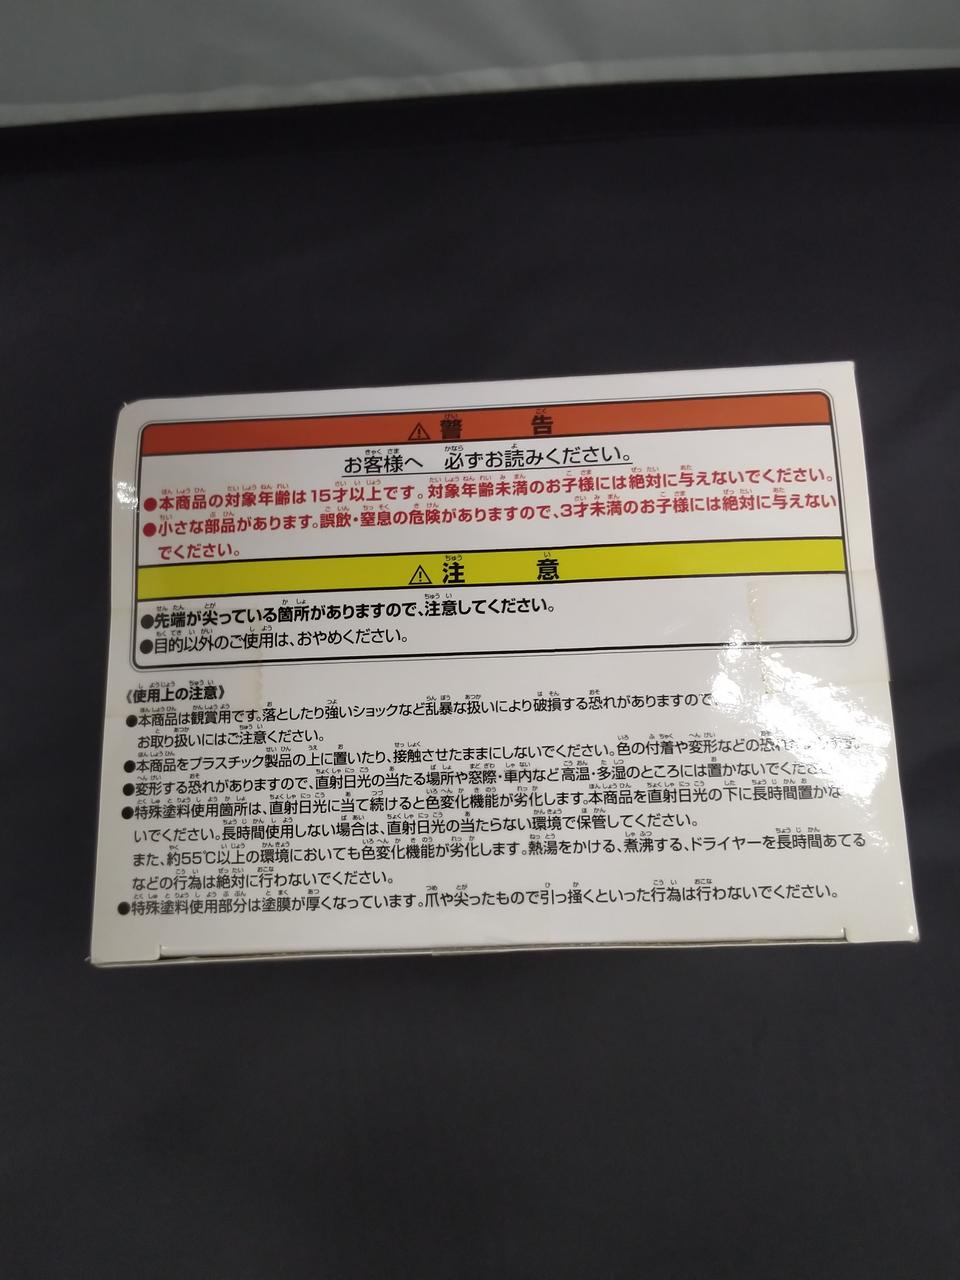 ⚠警告
お客様へ 必ずお読みください。
●本商品の対象年齢は15才以上です。対象年齢未満のお子様には絶対に与えないでください。
●小さな部品があります。誤飲・窒息の危険がありますので、3才未満のお子様には絶対に与えない
でください。
⚠注意
●先端が尖っている箇所がありますので、注意してください。
●目的以外のご使用は、おやめください。
《使用上の注意》
●本商品は観賞用です。落としたり強いショックなど乱暴な扱いにより破損する恐れがありますので、
お取り扱いにはご注意ください。
●本商品をプラスチック製品の上に置いたり、接触させたままにしないでください。色の付着や変形などの恐れがあります。
●変形する恐れがありますので、直射日光の当たる場所や窓際・車内など高温・多湿のところには置かないでください。
●特殊塗料使用箇所は、直射日光に当て続けると色変化機能が劣化します。本商品を直射日光の下に長時間置かな
いでください。長時間使用しない場合は、直射日光の当たらない環境で保管してください。
また、約55℃以上の環境においても色変化機能が劣化します。熱湯をかける、煮沸する、ドライヤーを長時間あてる
などの行為は絶対に行わないでください。
●特殊塗料使用部分は塗膜が厚くなっています。爪や尖ったもので引っ掻くといった行為は行わないでください。